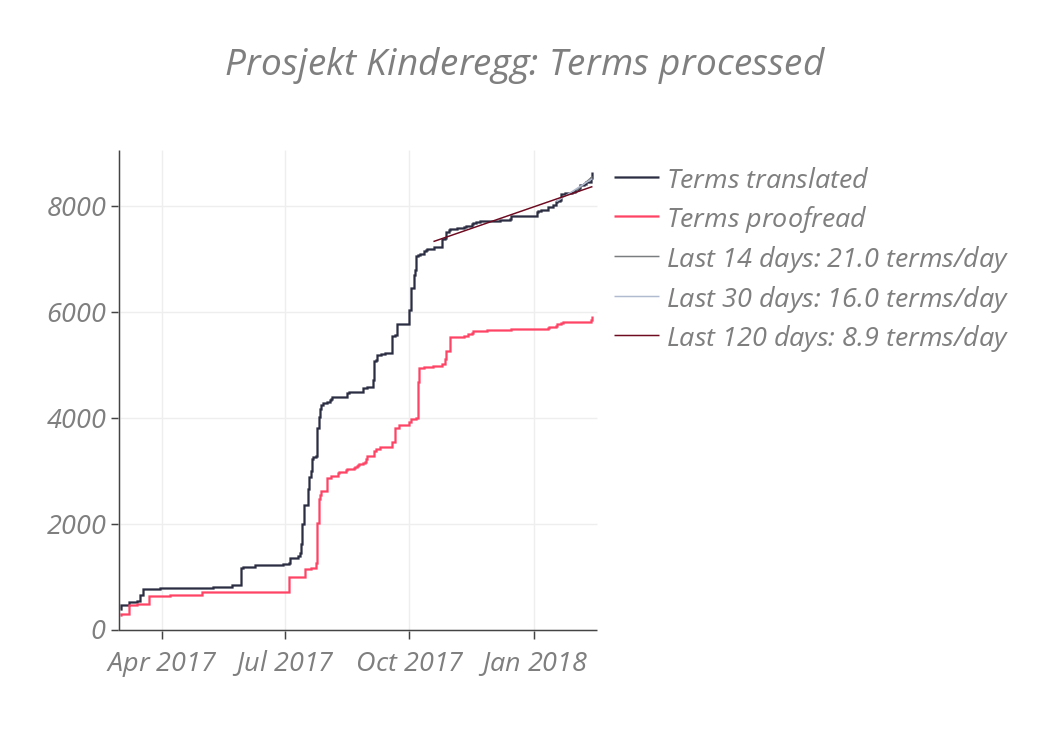 Prosjekt Kinderegg: Terms processed
Terms translated
Terms proofread
Last 14 days: 21.0 terms/day
Last 30 days: 16.0 terms/day
Last 120 days: 8.9 terms/day
8000
6000
4000
2000
0
Apr 2017 Jul 2017 Oct 2017 Jan 2018